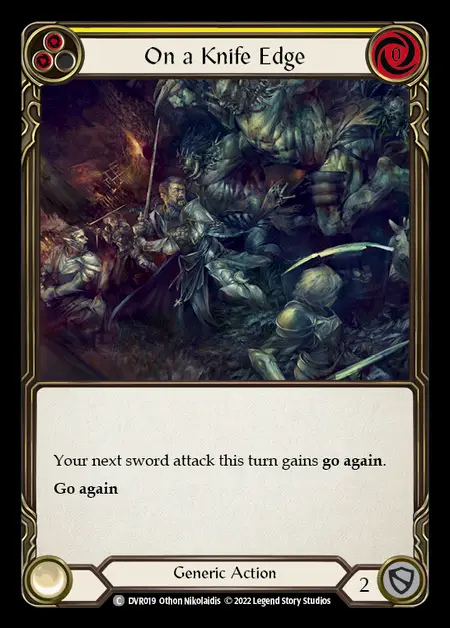 On a Knife Edge
0
Your next sword attack this turn gains go again.
Go again
Generic Action
2
C DVR019 Othon Nikolaidis © 2022 Legend Story Studios